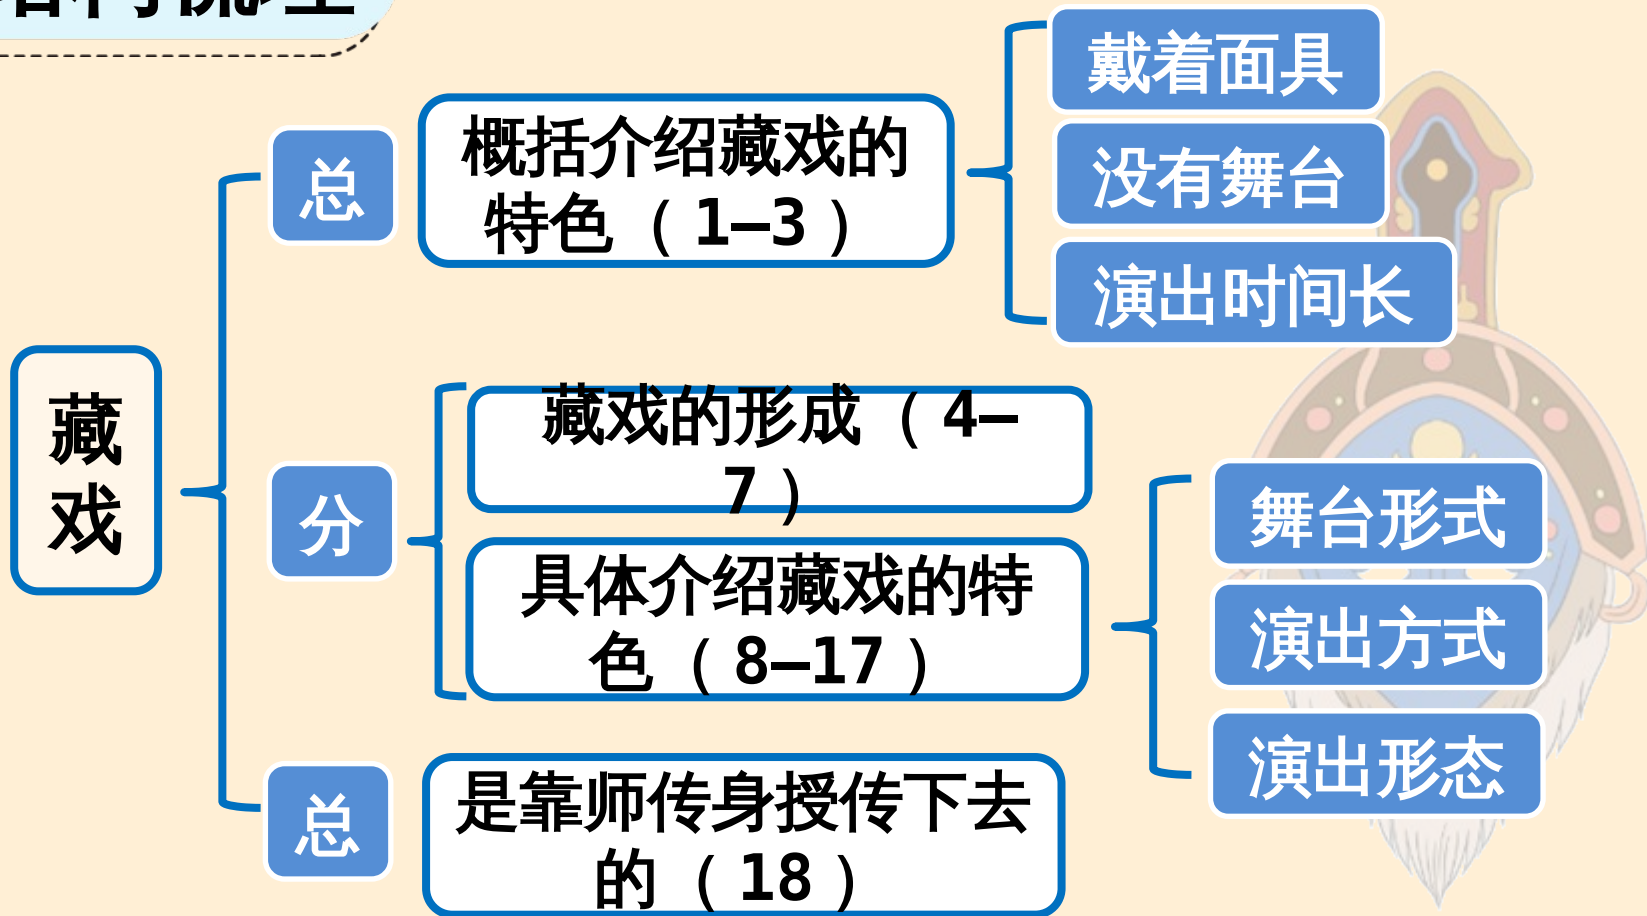 戴着面具
没有舞台
演出时间长
总
概括介绍藏戏的
特色（1—3）
藏
戏
分
藏戏的形成（4—
7）
具体介绍藏戏的特
色（8—17）
舞台形式
演出方式
演出形态
总
是靠师传身授传下去
的（18）